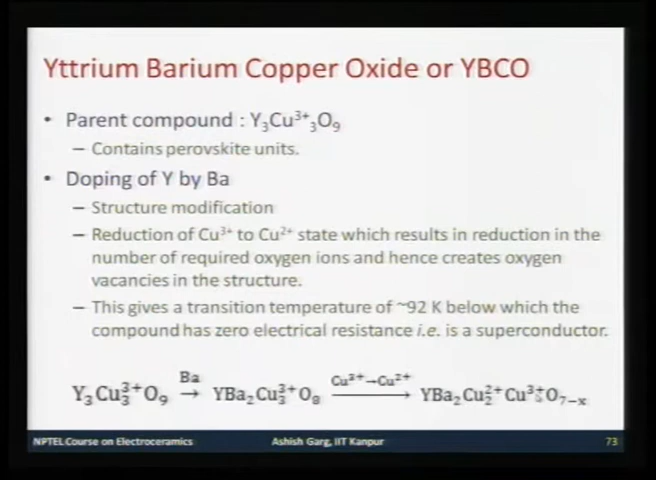 Yttrium Barium Copper Oxide or YBCO
• Parent compound : Y₃Cu³⁺₃O₉
– Contains perovskite units.
• Doping of Y by Ba
– Structure modification
– Reduction of Cu³⁺ to Cu²⁺ state which results in reduction in the
number of required oxygen ions and hence creates oxygen
vacancies in the structure.
– This gives a transition temperature of ~92 K below which the
compound has zero electrical resistance i.e. is a superconductor.
Y₃Cu₃³⁺O₉ Ba → YBa₂Cu₃³⁺O₈ Cu³⁺→Cu²⁺ → YBa₂Cu₂²⁺Cu³⁺O₇₋ₓ
NPTEL Course on Electroceramics Ashish Garg, IIT Kanpur 73